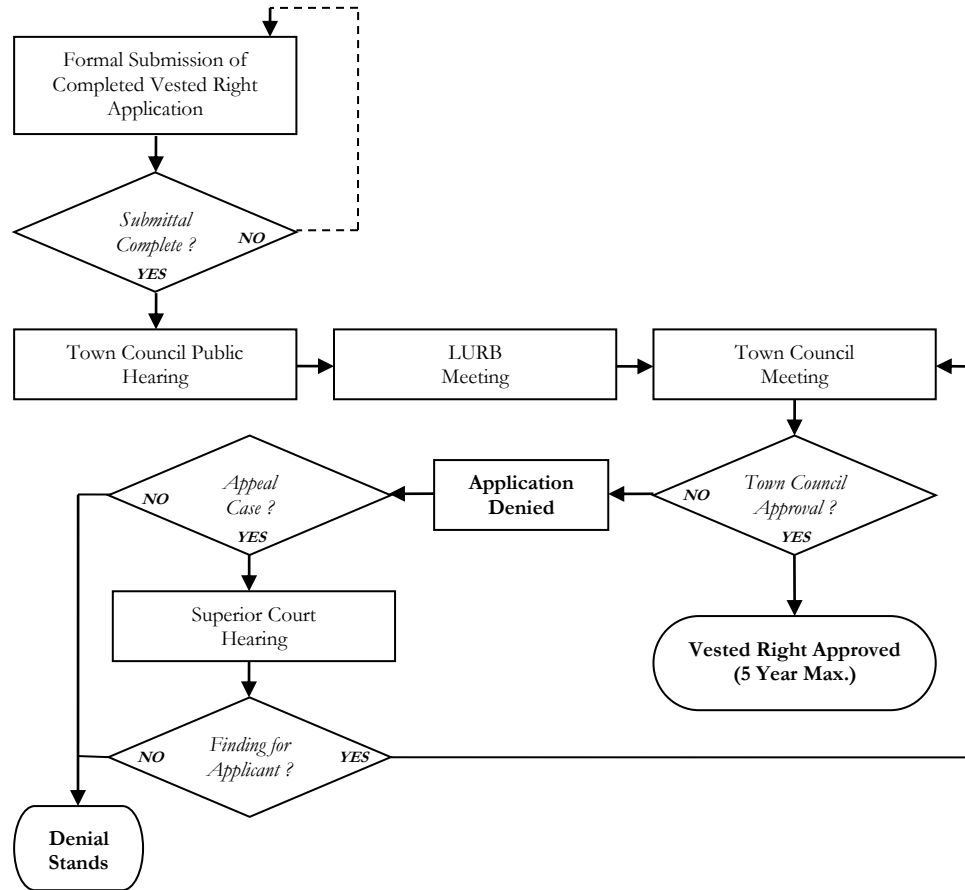 Formal Submission of
Completed Vested Right
Application
Submittal
Complete ?
NO
YES
Town Council Public
Hearing
LURB
Meeting
Town Council
Meeting
Town Council
Approval ?
NO
YES
Application
Denied
Appeal
Case ?
NO
YES
Superior Court
Hearing
Vested Right Approved
(5 Year Max.)
Finding for
Applicant ?
NO
YES
Denial
Stands